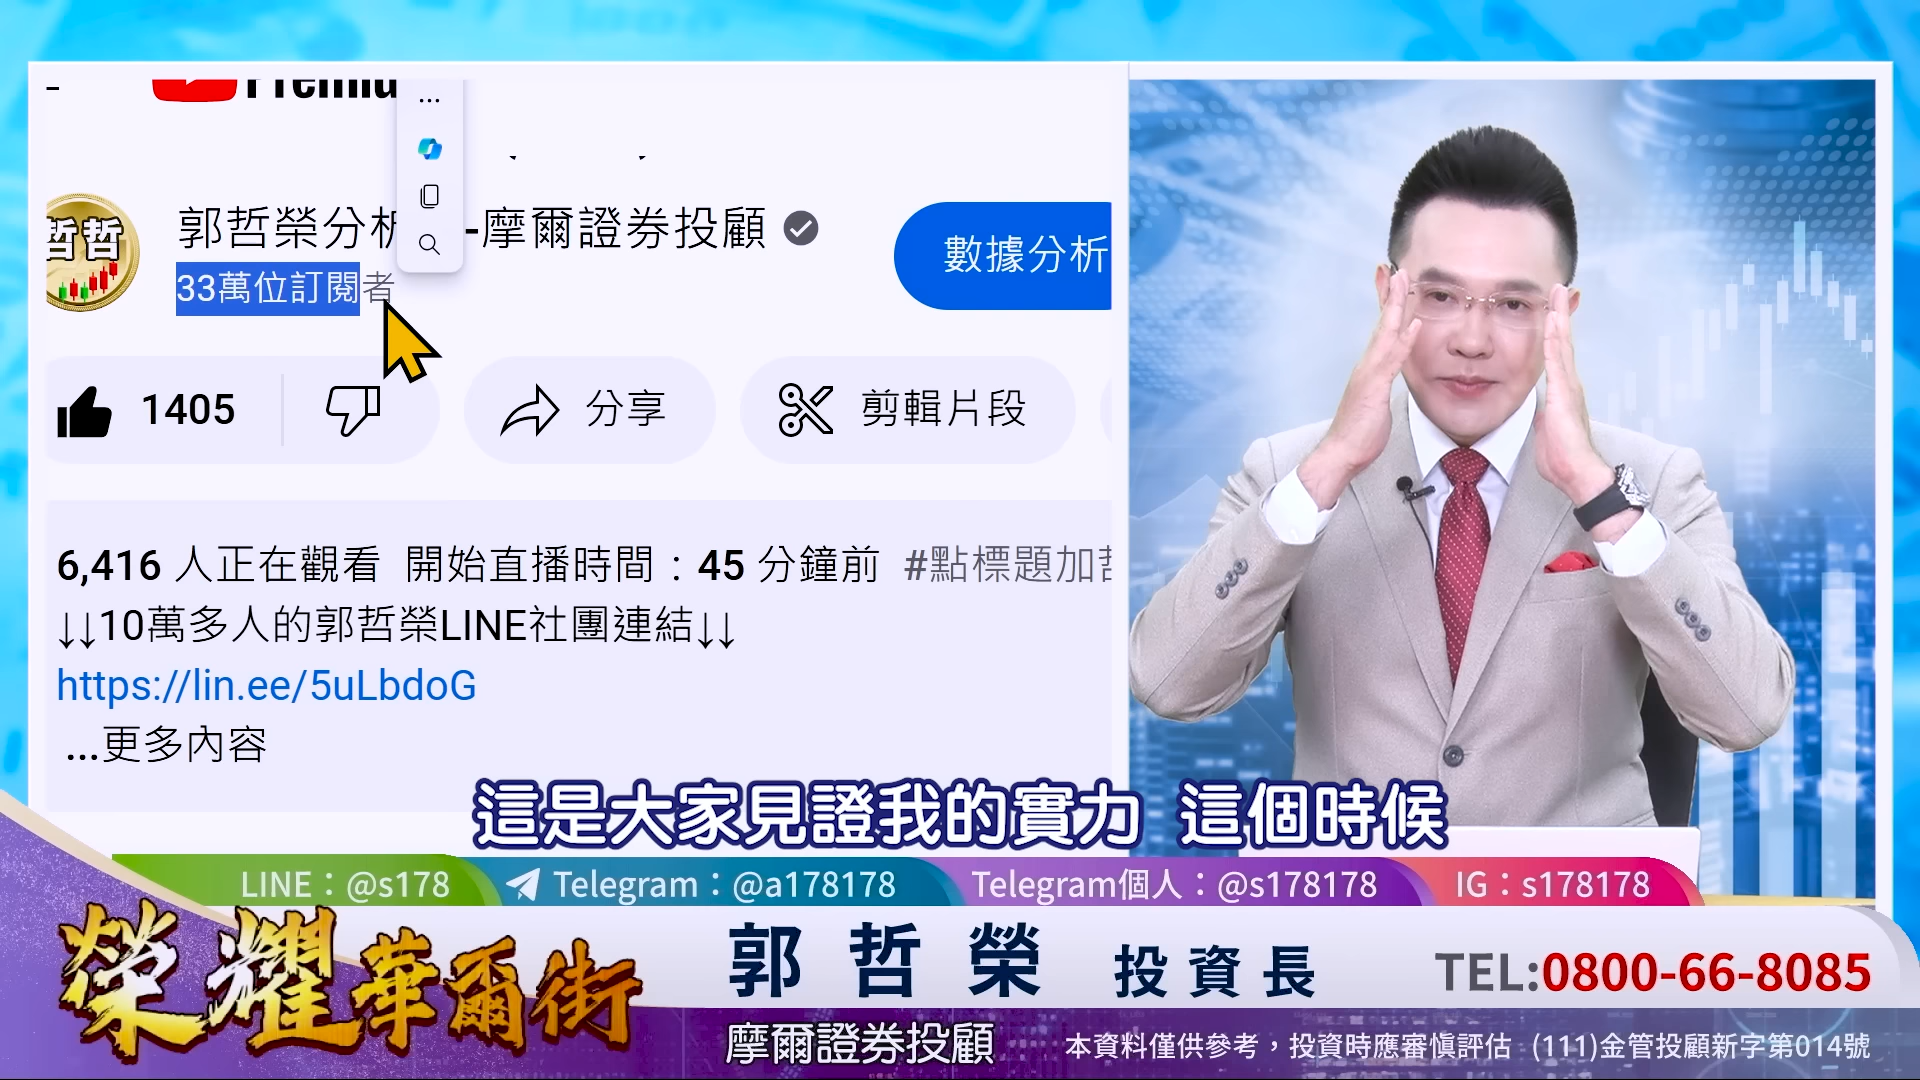 哲哲
郭哲榮分析 -摩爾證券投顧
33萬位訂閱者
數據分析
1405
分享
剪輯片段
6,416 人正在觀看 開始直播時間：45 分鐘前 #點標題加
↓↓10萬多人的郭哲榮LINE社團連結↓↓
https://lin.ee/5uLbdoG
...更多內容
這是大家見證我的實力 這個時候
LINE：@s178
Telegram：@a178178
Telegram個人：@s178178
IG：s178178
榮耀華爾街
郭哲榮 投資長
TEL:0800-66-8085
摩爾證券投顧
本資料僅供參考，投資時應審慎評估 (111)金管投顧新字第014號